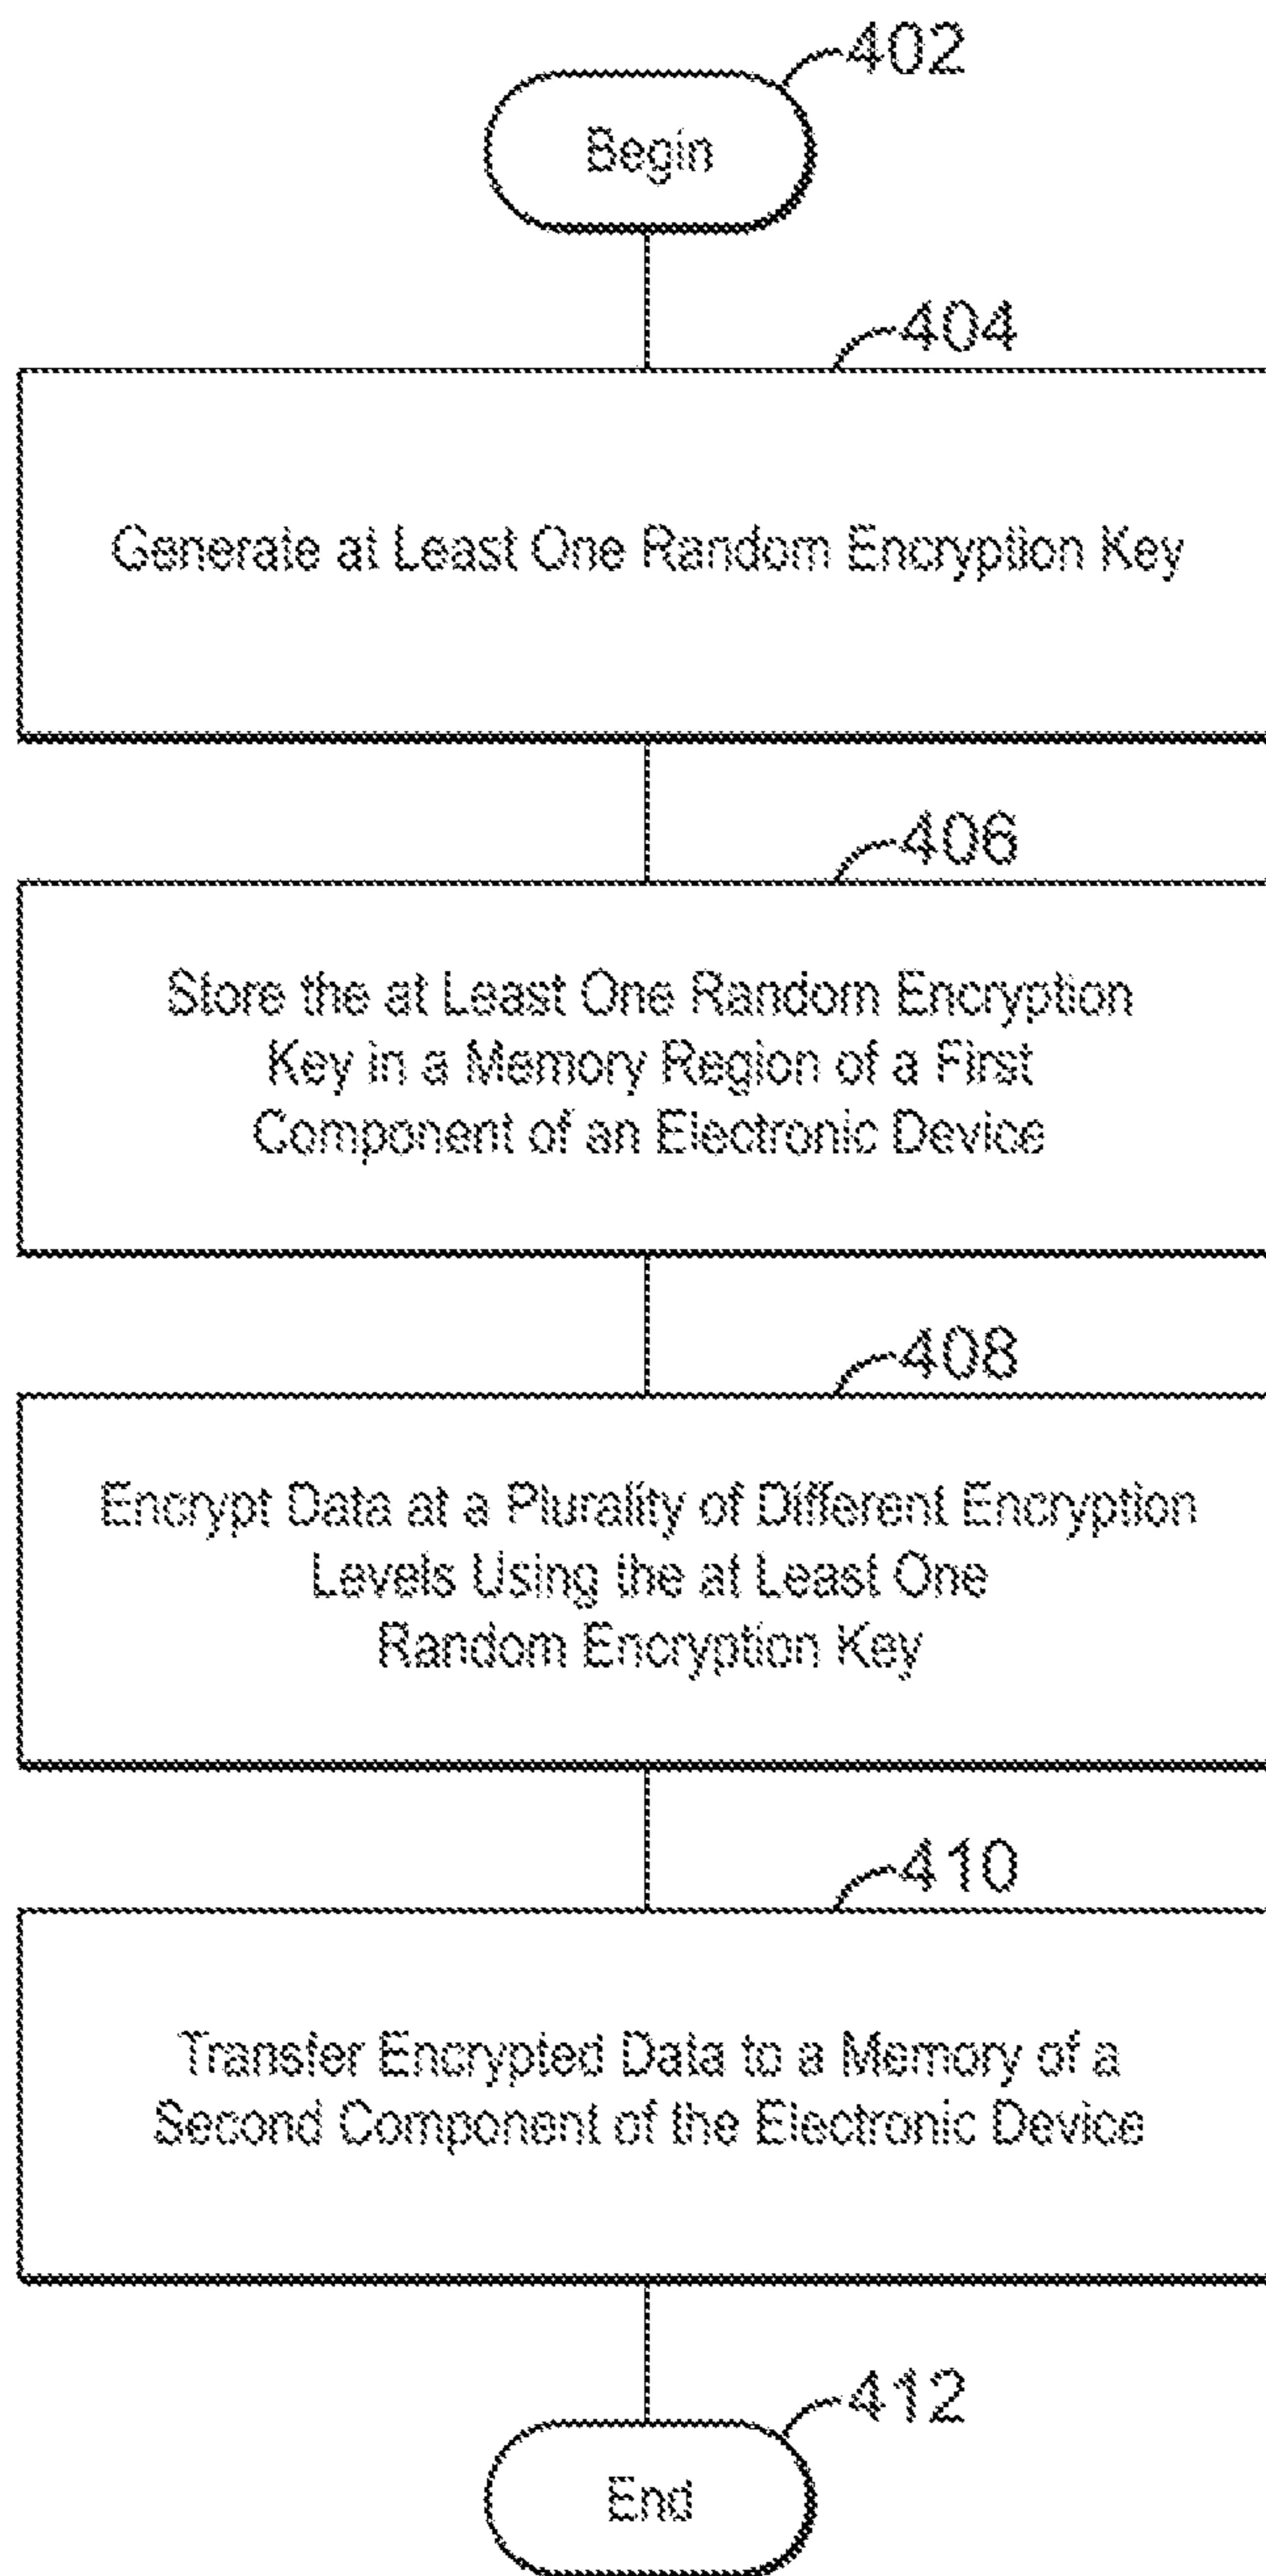 402
Begin
404
Generate at Least One Random Encryption Key
406
Store the at Least One Random Encryption
Key in a Memory Region of a First
Component of an Electronic Device
408
Encrypt Data at a Plurality of Different Encryption
Levels Using the at Least One
Random Encryption Key
410
Transfer Encrypted Data to a Memory of a
Second Component of the Electronic Device
412
End